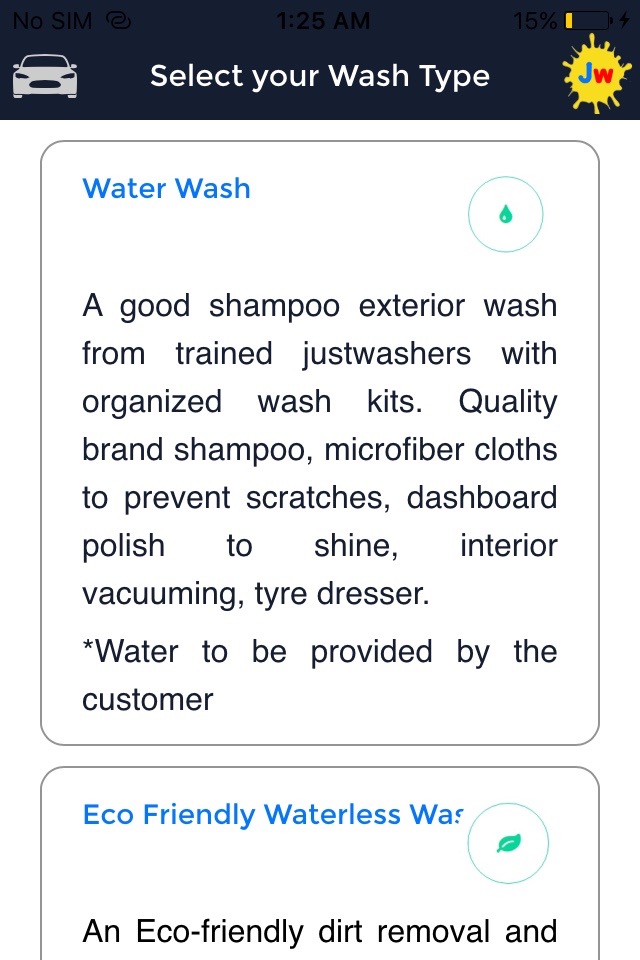 No SIM 1:25 AM 15%
Select your Wash Type JW
Water Wash
A good shampoo exterior wash
from trained justwashers with
organized wash kits. Quality
brand shampoo, microfiber cloths
to prevent scratches, dashboard
polish to shine, interior
vacuuming, tyre dresser.
*Water to be provided by the
customer
Eco Friendly Waterless Was
An Eco-friendly dirt removal and